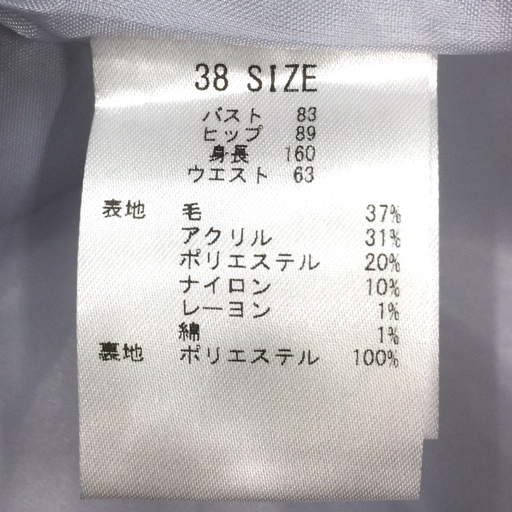 38 SIZE
バスト 83
ヒップ 89
身長 160
ウエスト 63
表地 毛 37%
アクリル 31%
ポリエステル 20%
ナイロン 10%
レーヨン 1%
綿 1%
裏地 ポリエステル 100%